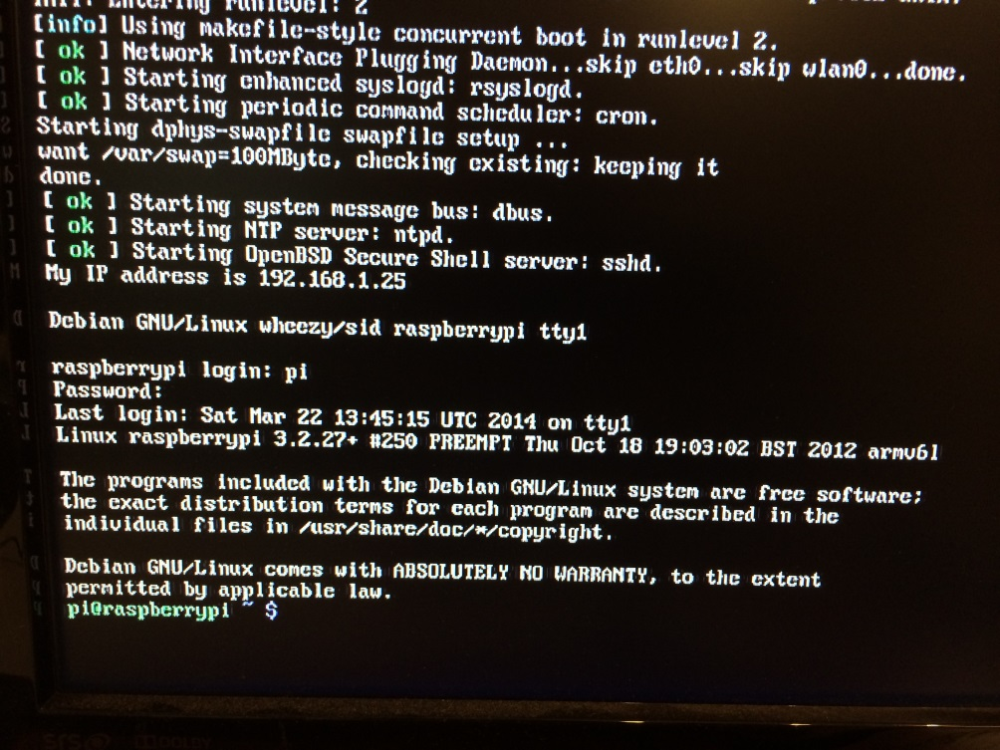 INIT: Entering runlevel: 2
[info] Using makefile-style concurrent boot in runlevel 2.
[ ok ] Network Interface Plugging Daemon...skip eth0...skip wlan0...done.
[ ok ] Starting enhanced syslogd: rsyslogd.
[ ok ] Starting periodic command scheduler: cron.
Starting dphys-swapfile swapfile setup ...
want /var/swap=100MByte, checking existing: keeping it
done.
[ ok ] Starting system message bus: dbus.
[ ok ] Starting NTP server: ntpd.
[ ok ] Starting OpenBSD Secure Shell server: sshd.
My IP address is 192.168.1.25
Debian GNU/Linux wheezy/sid raspberrypi tty1
raspberrypi login: pi
Password:
Last login: Sat Mar 22 13:45:15 UTC 2014 on tty1
Linux raspberrypi 3.2.27+ #250 PREEMPT Thu Oct 18 19:03:02 BST 2012 armv6l
The programs included with the Debian GNU/Linux system are free software;
the exact distribution terms for each program are described in the
individual files in /usr/share/doc/*/copyright.
Debian GNU/Linux comes with ABSOLUTELY NO WARRANTY, to the extent
permitted by applicable law.
pi@raspberrypi ~ $